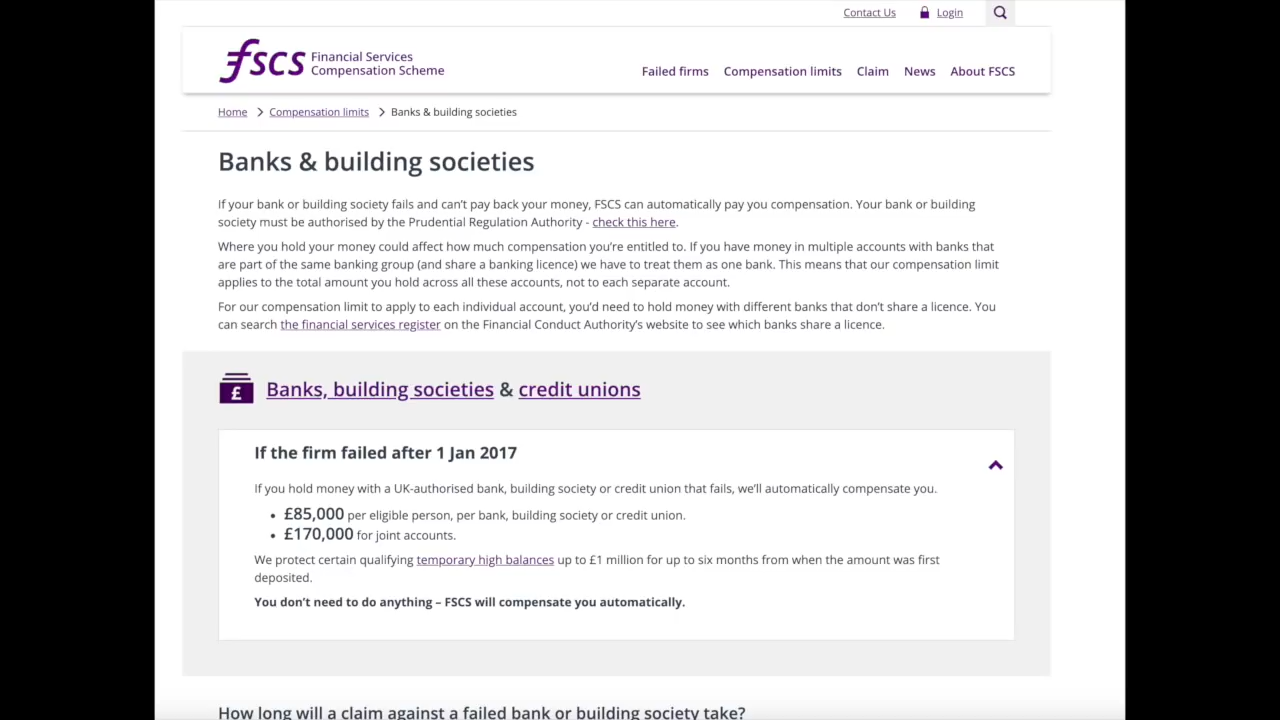 Contact Us Login
fscs Financial Services
Compensation Scheme
Failed firms Compensation limits Claim News About FSCS
Home > Compensation limits > Banks & building societies
Banks & building societies
If your bank or building society fails and can’t pay back your money, FSCS can automatically pay you compensation. Your bank or building
society must be authorised by the Prudential Regulation Authority - check this here.
Where you hold your money could affect how much compensation you’re entitled to. If you have money in multiple accounts with banks that
are part of the same banking group (and share a banking licence) we have to treat them as one bank. This means that our compensation limit
applies to the total amount you hold across all these accounts, not to each separate account.
For our compensation limit to apply to each individual account, you’d need to hold money with different banks that don’t share a licence. You
can search the financial services register on the Financial Conduct Authority’s website to see which banks share a licence.
£ Banks, building societies & credit unions
If the firm failed after 1 Jan 2017
If you hold money with a UK-authorised bank, building society or credit union that fails, we’ll automatically compensate you.
• £85,000 per eligible person, per bank, building society or credit union.
• £170,000 for joint accounts.
We protect certain qualifying temporary high balances up to £1 million for up to six months from when the amount was first
deposited.
You don’t need to do anything – FSCS will compensate you automatically.
How long will a claim against a failed bank or building society take?